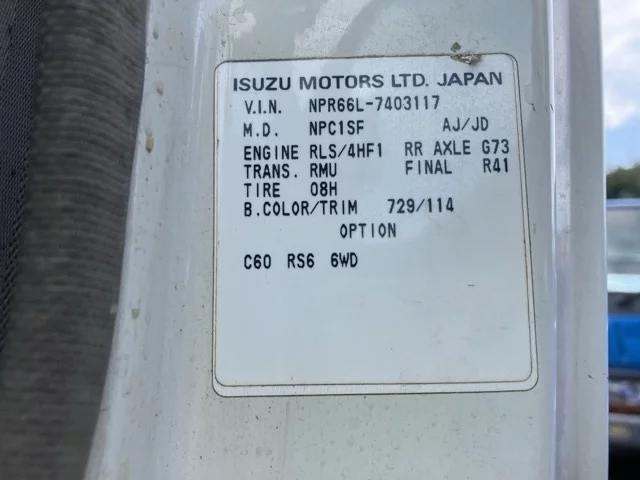 ISUZU MOTORS LTD. JAPAN
V.I.N. NPR66L-7403117
M.D. NPC1SF AJ/JD
ENGINE RLS/4HF1 RR AXLE G73
TRANS. RMU FINAL R41
TIRE 08H
B.COLOR/TRIM 729/114
OPTION
C60 RS6 6WD